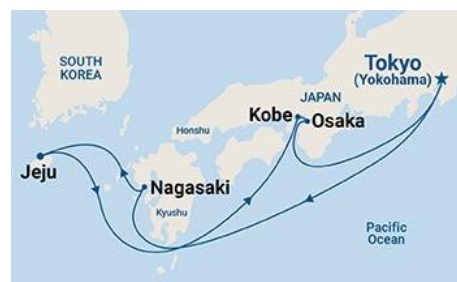 SOUTH
KOREA
Tokyo
(Yokohama)
JAPAN
Kobe
Osaka
Honshu
Jeju
Nagasaki
Kyushu
Pacific
Ocean